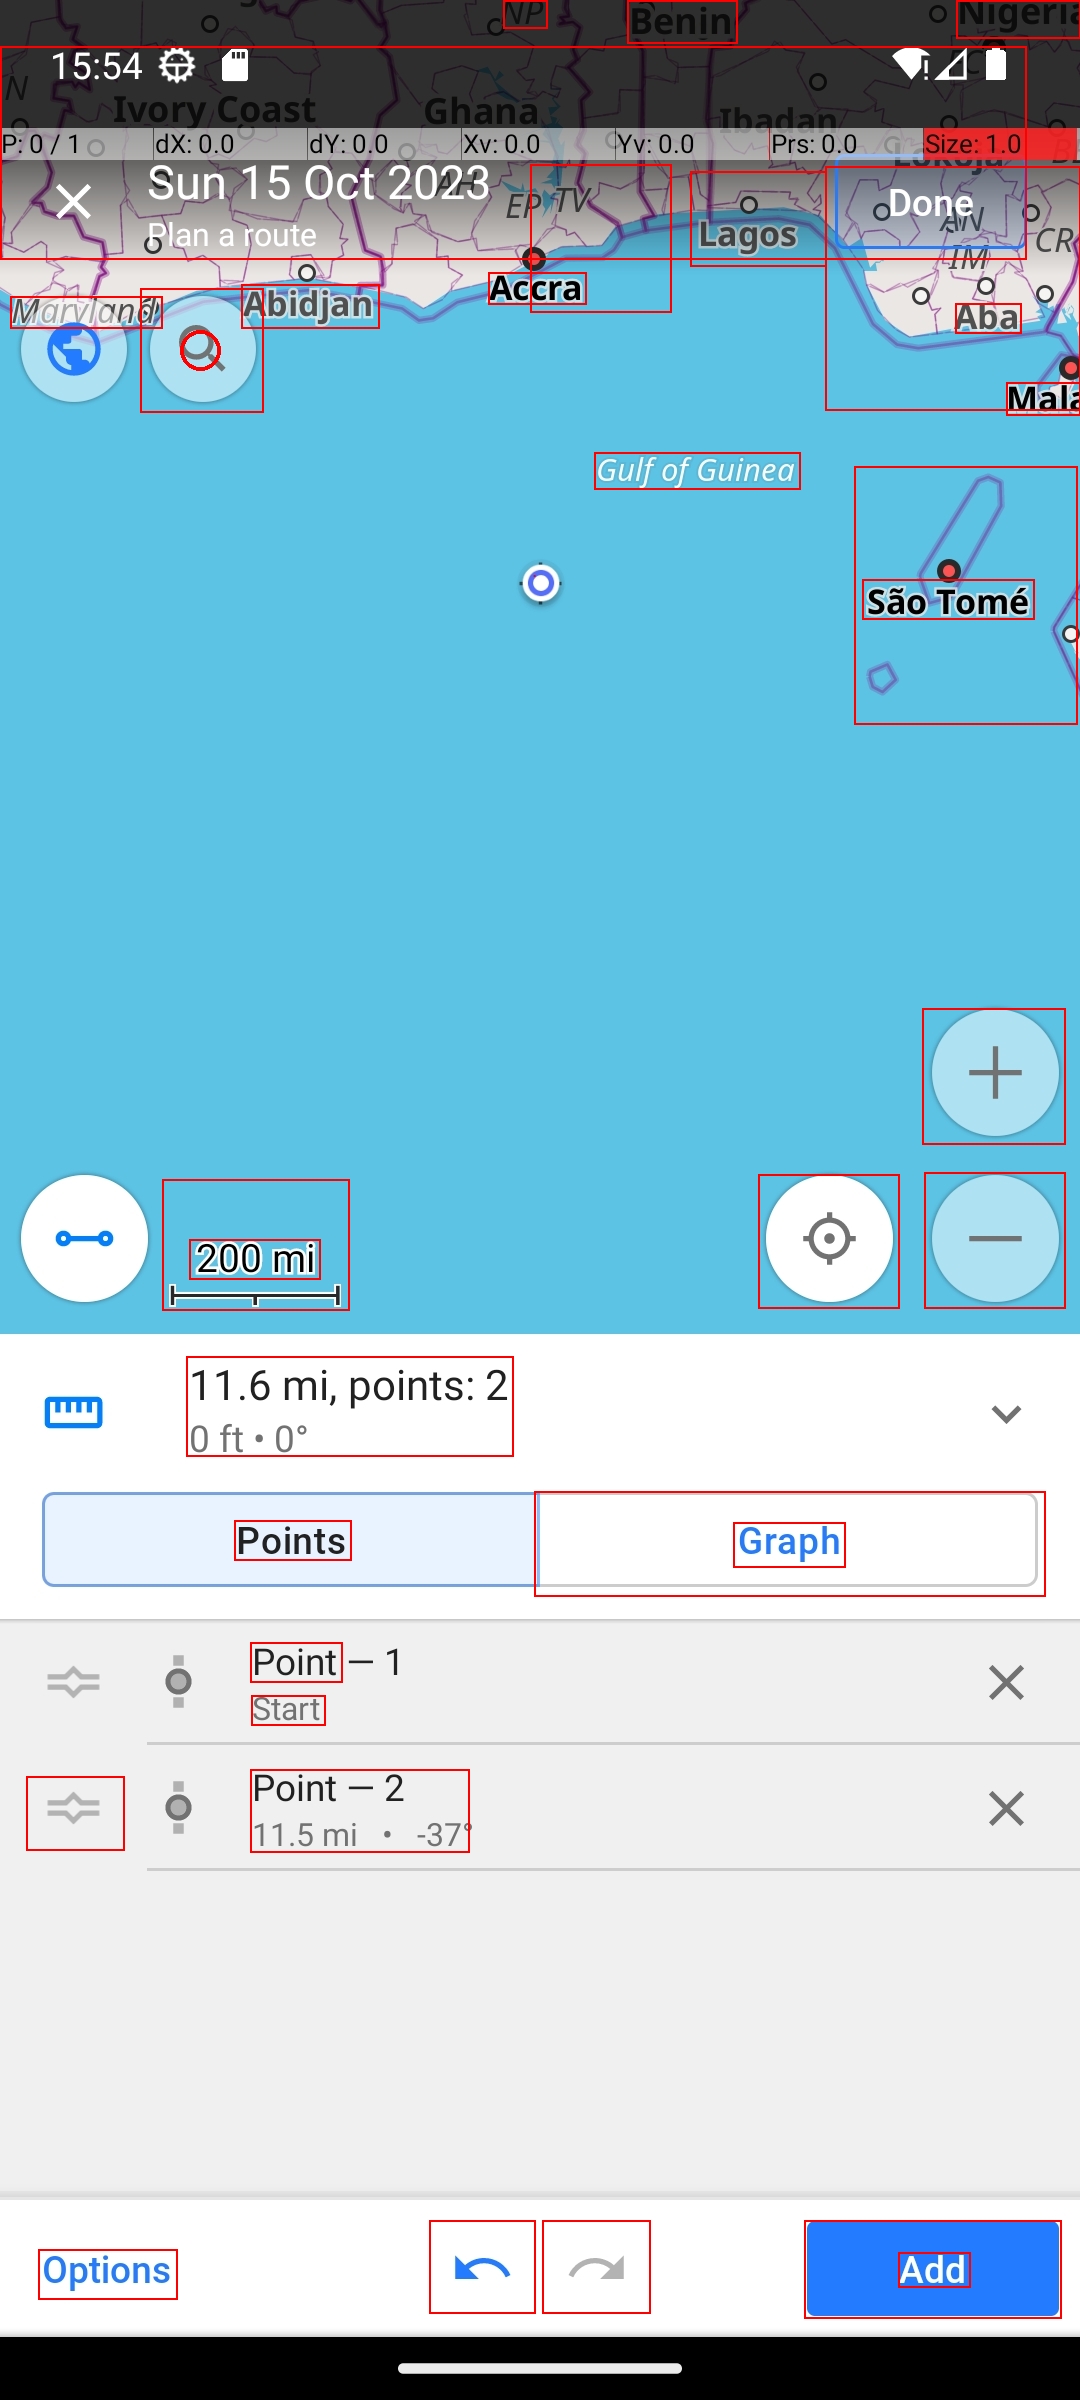 NP
Benin
Nigeria
15:54
N
Ivory Coast
Ghana
Ibadan
P: 0 / 1
dX: 0.0
dY: 0.0
Xv: 0.0
Yv: 0.0
Prs: 0.0
Size: 1.0
Lokoja
Sun 15 Oct 2023
Plan a route
AH
EP
TV
Lagos
Done
AN
CR
IM
Accra
Maryland
Abidjan
Aba
Mala
Gulf of Guinea
São Tomé
200 mi
11.6 mi, points: 2
0 ft • 0°
Points
Graph
Point — 1
Start
Point — 2
11.5 mi • -37°
Options
Add